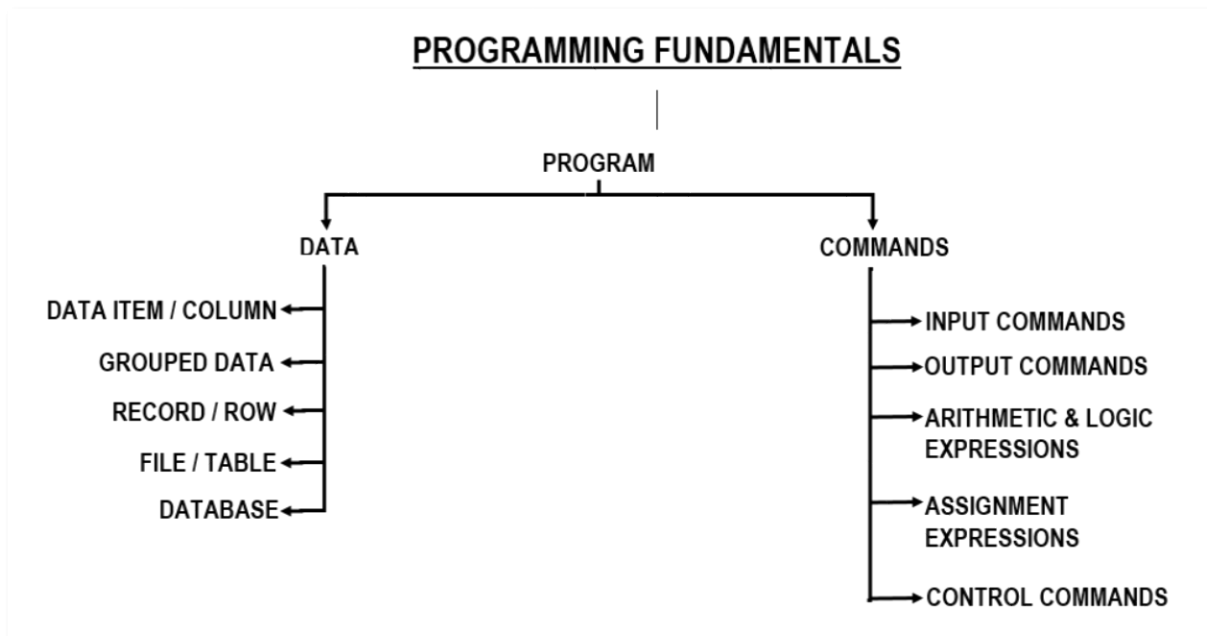 PROGRAMMING FUNDAMENTALS
PROGRAM
DATA
DATA ITEM / COLUMN
GROUPED DATA
RECORD / ROW
FILE / TABLE
DATABASE
COMMANDS
INPUT COMMANDS
OUTPUT COMMANDS
ARITHMETIC & LOGIC
EXPRESSIONS
ASSIGNMENT
EXPRESSIONS
CONTROL COMMANDS